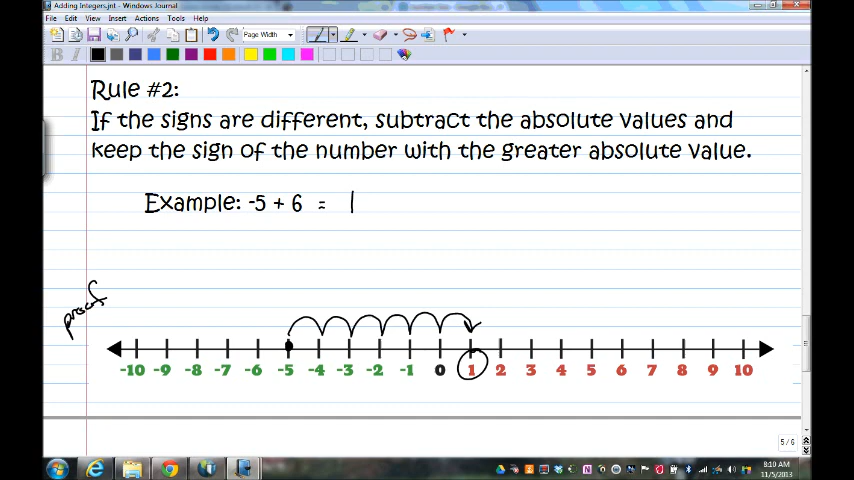 Adding Integers.jnt - Windows Journal
File Edit View Insert Actions Tools Help
Page Width
B I
Rule #2:
If the signs are different, subtract the absolute values and
keep the sign of the number with the greater absolute value.
Example: -5 + 6 = 1
proof
-10 -9 -8 -7 -6 -5 -4 -3 -2 -1 0 1 2 3 4 5 6 7 8 9 10
5 / 6
8:10 AM
11/5/2013